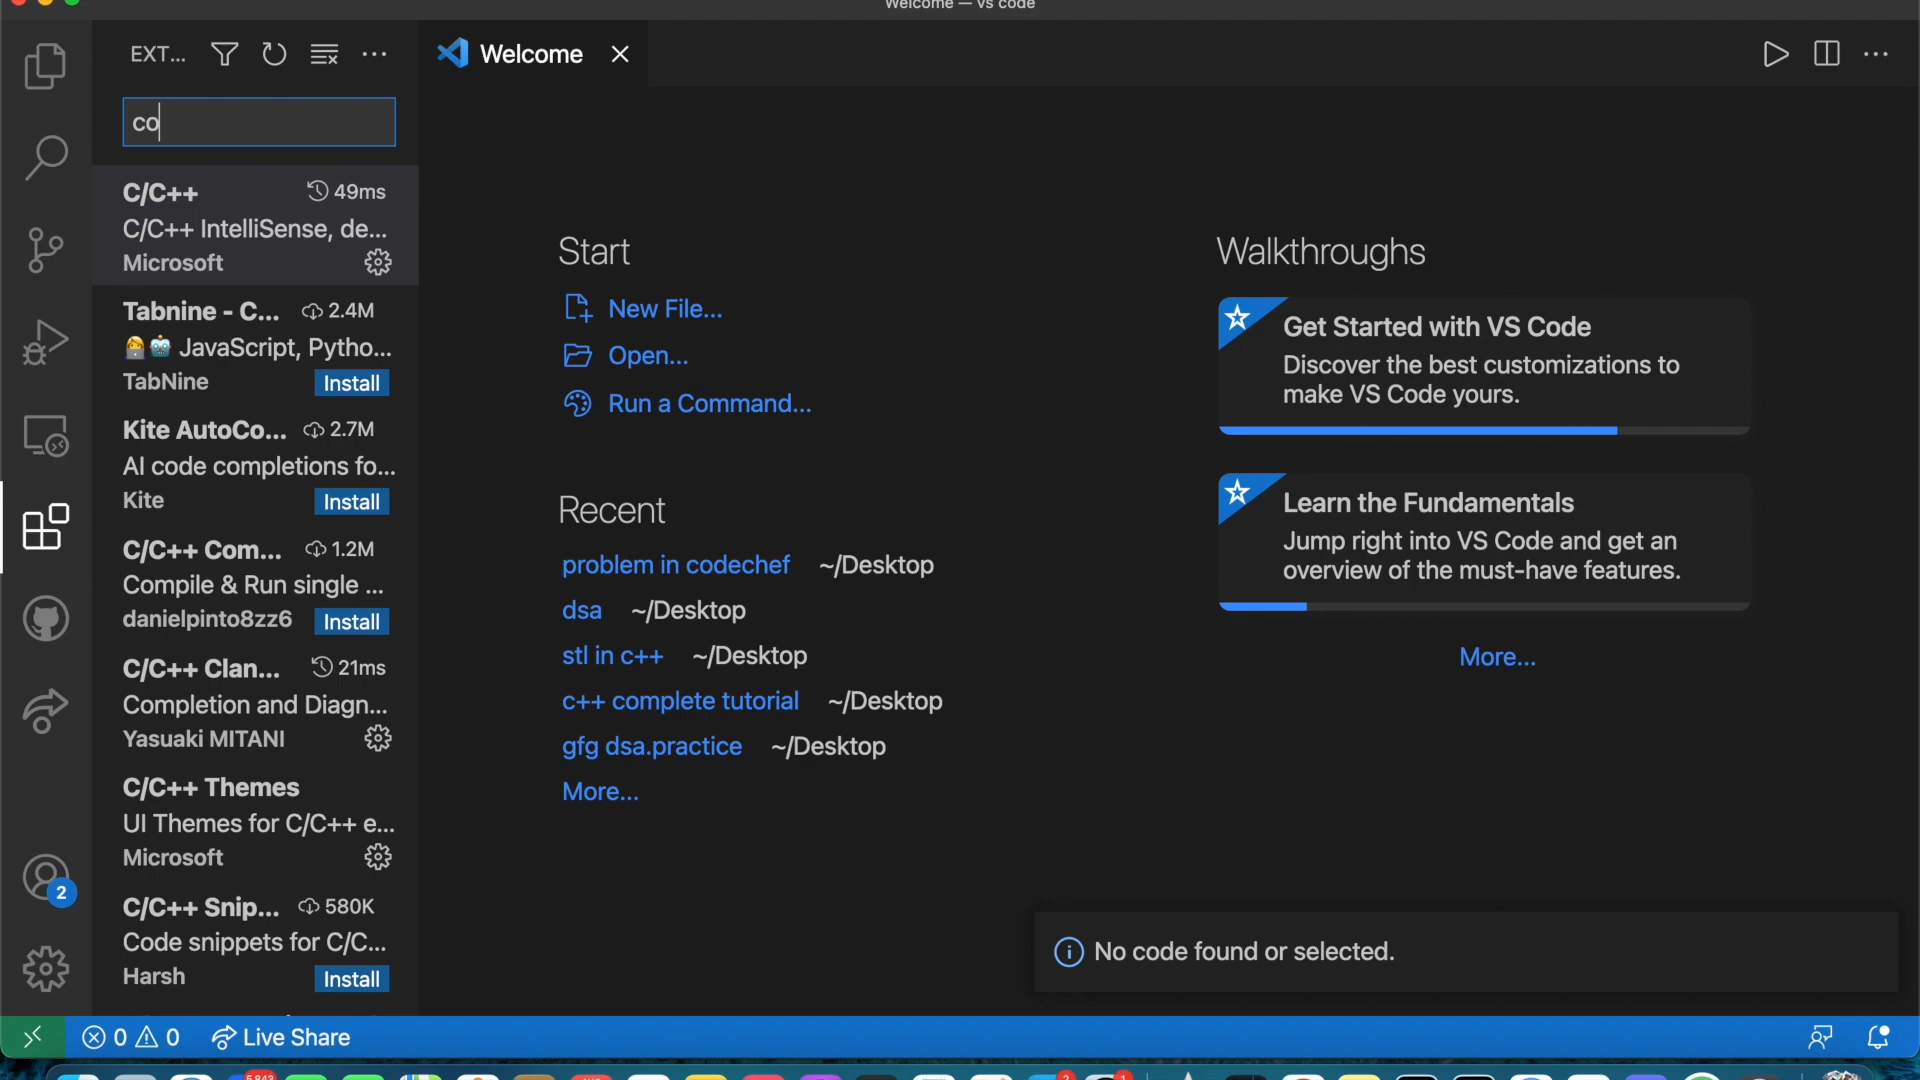 Welcome — vs code
EXT...
Welcome
co
C/C++ 49ms
C/C++ IntelliSense, de...
Microsoft
Tabnine - C... 2.4M
JavaScript, Pytho...
TabNine Install
Kite AutoCo... 2.7M
AI code completions fo...
Kite Install
C/C++ Com... 1.2M
Compile & Run single ...
danielpinto8zz6 Install
C/C++ Clan... 21ms
Completion and Diagn...
Yasuaki MITANI
C/C++ Themes
UI Themes for C/C++ e...
Microsoft
C/C++ Snip... 580K
Code snippets for C/C...
Harsh Install
Start
New File...
Open...
Run a Command...
Recent
problem in codechef ~/Desktop
dsa ~/Desktop
stl in c++ ~/Desktop
c++ complete tutorial ~/Desktop
gfg dsa.practice ~/Desktop
More...
Walkthroughs
Get Started with VS Code
Discover the best customizations to
make VS Code yours.
Learn the Fundamentals
Jump right into VS Code and get an
overview of the must-have features.
More...
No code found or selected.
2
0 0 Live Share
5,843 2 1